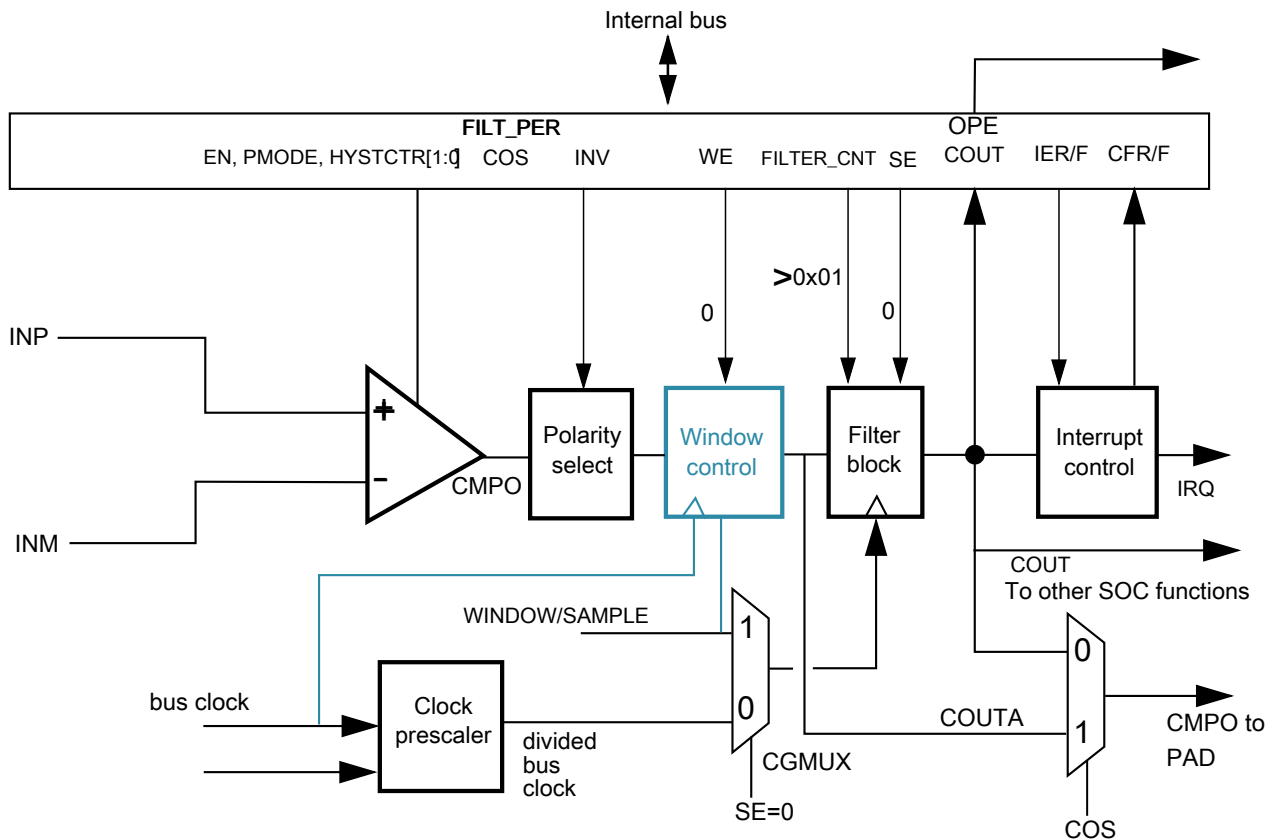 Internal bus
FILT_PER
OPE
EN, PMODE, HYSTCTR[1:0] COS INV WE FILTER_CNT SE COUT IER/F CFR/F
>0x01
0
0
INP
+
-
Polarity
select
Window
control
Filter
block
Interrupt
control
CMPO
IRQ
INM
COUT
To other SOC functions
WINDOW/SAMPLE
1
0
bus clock
Clock
prescaler
0
COUTA
1
CMPO to
PAD
divided
bus
clock
CGMUX
SE=0
COS